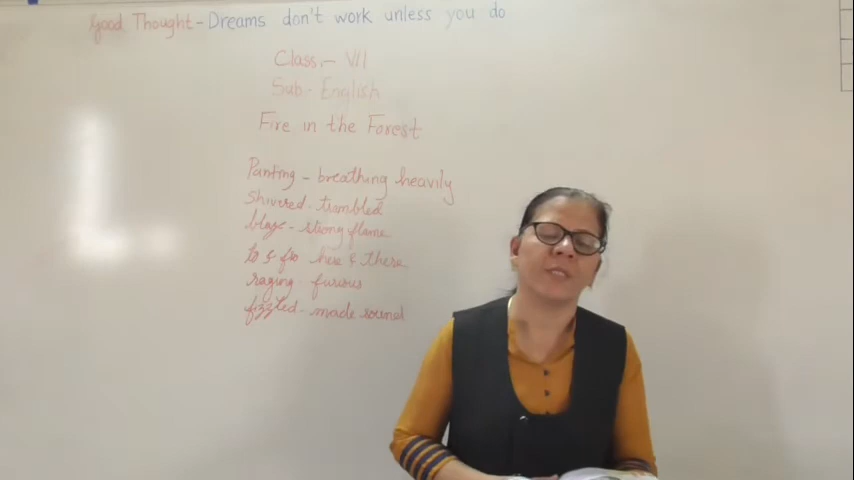 Good Thought - Dreams don't work unless you do
Class - VII
Sub - English
Fire in the Forest
Panting - breathing heavily
Shivered - trumbled
blaze - strong flame
to & fro here & there
raging - furious
fizzled - made sound